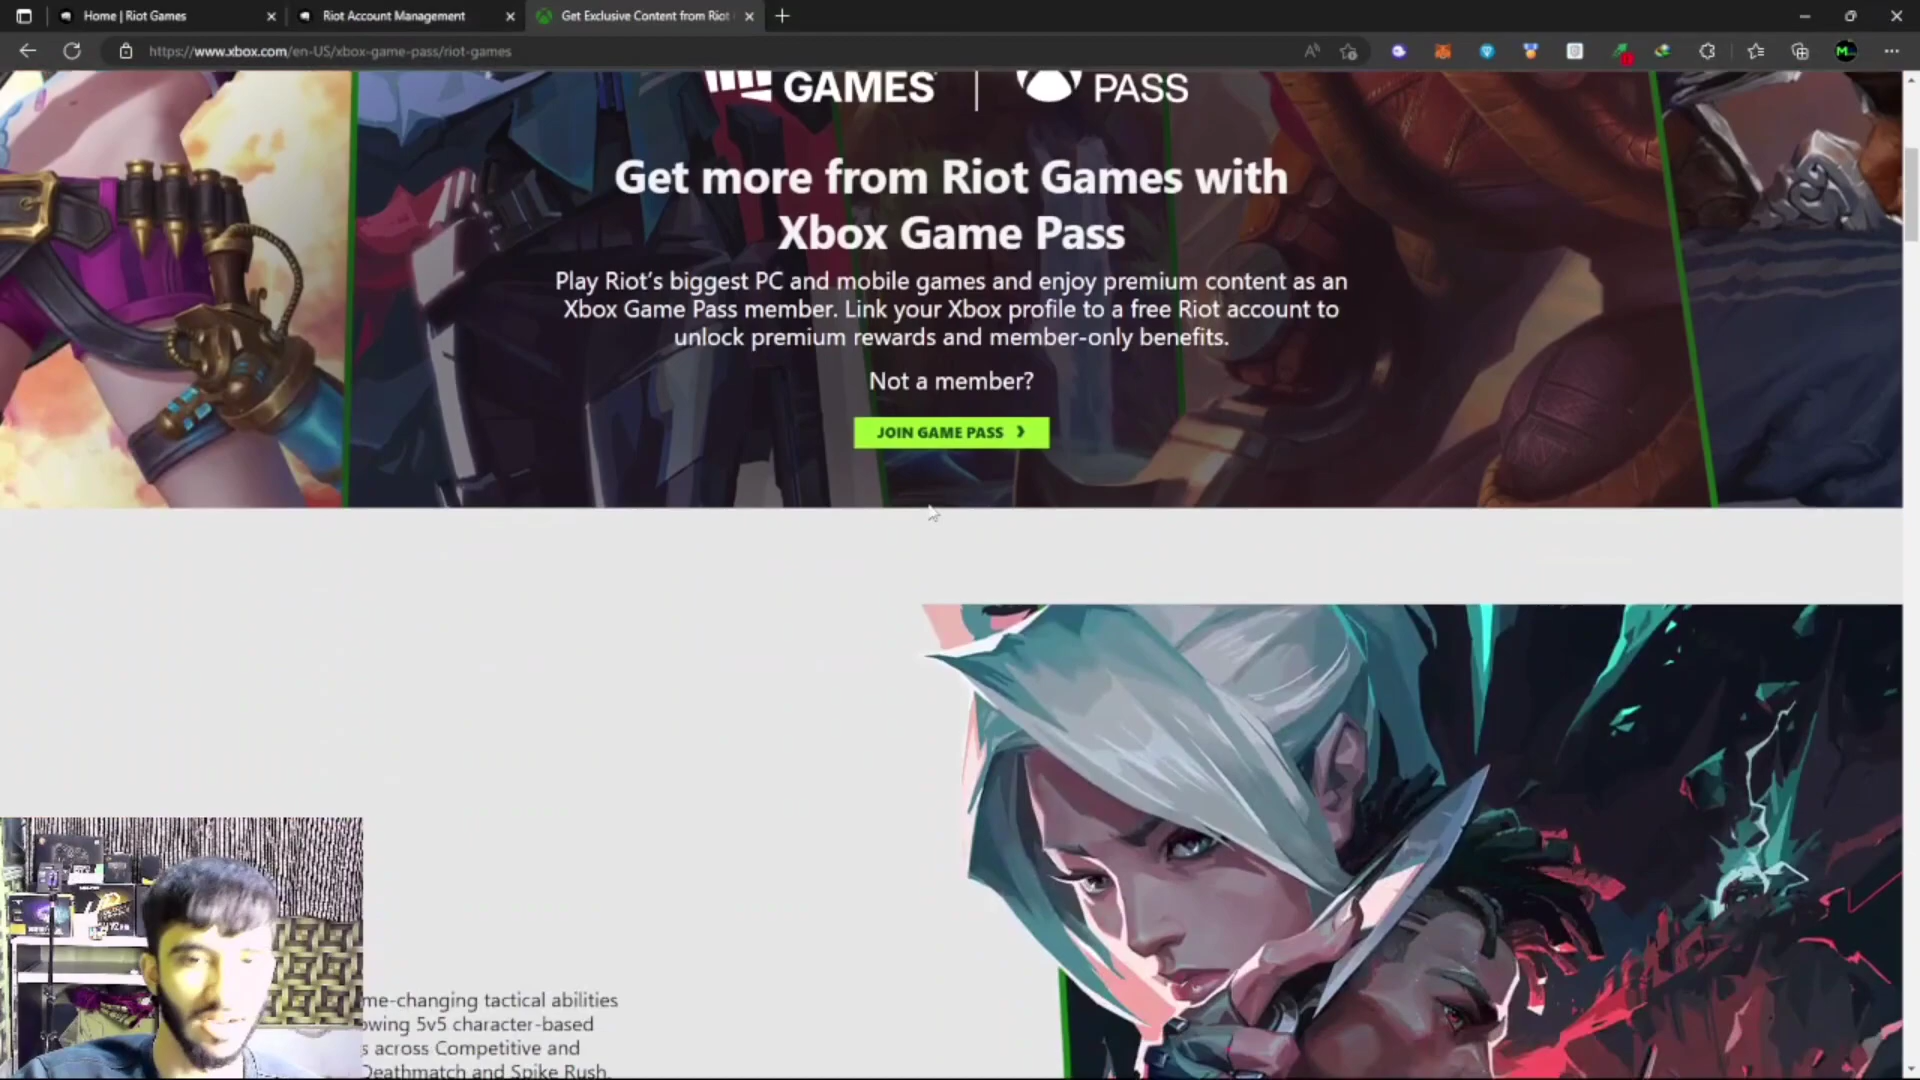 Home | Riot Games
Riot Account Management
Get Exclusive Content from Riot
https://www.xbox.com/en-US/xbox-game-pass/riot-games
GAMES
PASS
Get more from Riot Games with
Xbox Game Pass
Play Riot's biggest PC and mobile games and enjoy premium content as an
Xbox Game Pass member. Link your Xbox profile to a free Riot account to
unlock premium rewards and member-only benefits.
Not a member?
JOIN GAME PASS
me-changing tactical abilities
owing 5v5 character-based
s across Competitive and
Deathmatch and Spike Rush.